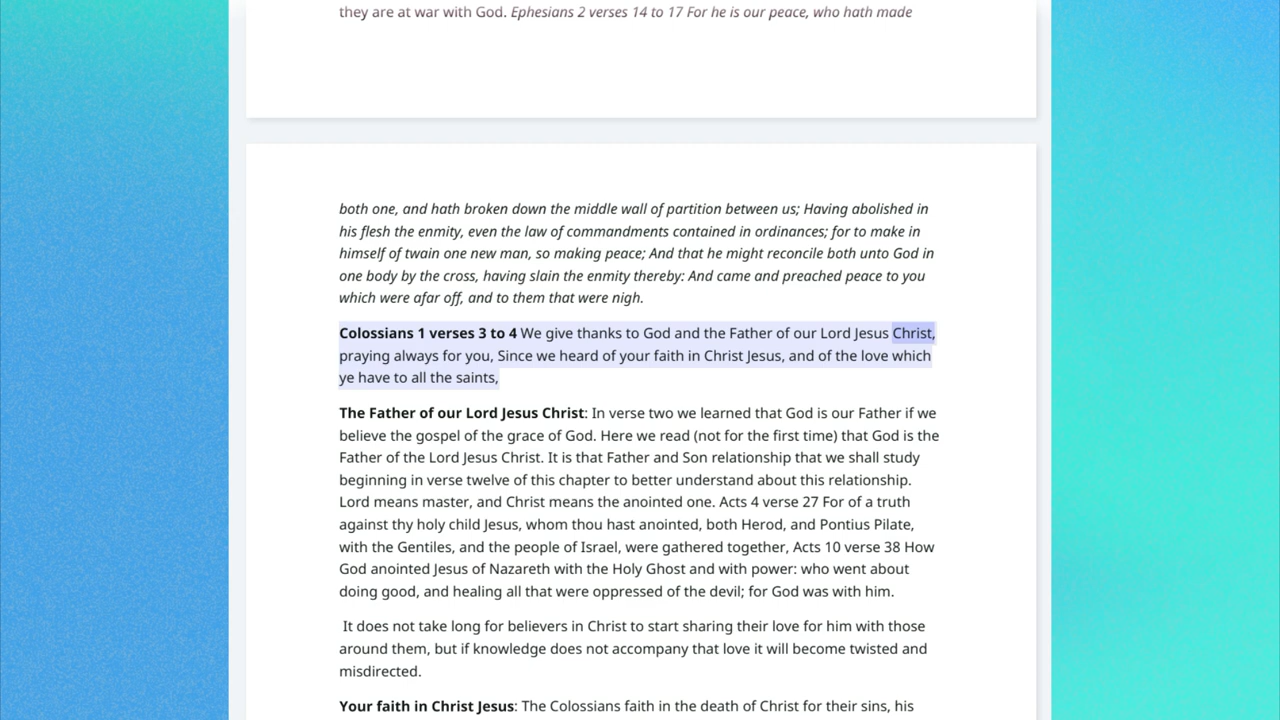 they are at war with God. Ephesians 2 verses 14 to 17 For he is our peace, who hath made
both one, and hath broken down the middle wall of partition between us; Having abolished in
his flesh the enmity, even the law of commandments contained in ordinances; for to make in
himself of twain one new man, so making peace; And that he might reconcile both unto God in
one body by the cross, having slain the enmity thereby: And came and preached peace to you
which were afar off, and to them that were nigh.
Colossians 1 verses 3 to 4 We give thanks to God and the Father of our Lord Jesus Christ,
praying always for you, Since we heard of your faith in Christ Jesus, and of the love which
ye have to all the saints,
The Father of our Lord Jesus Christ: In verse two we learned that God is our Father if we
believe the gospel of the grace of God. Here we read (not for the first time) that God is the
Father of the Lord Jesus Christ. It is that Father and Son relationship that we shall study
beginning in verse twelve of this chapter to better understand about this relationship.
Lord means master, and Christ means the anointed one. Acts 4 verse 27 For of a truth
against thy holy child Jesus, whom thou hast anointed, both Herod, and Pontius Pilate,
with the Gentiles, and the people of Israel, were gathered together, Acts 10 verse 38 How
God anointed Jesus of Nazareth with the Holy Ghost and with power: who went about
doing good, and healing all that were oppressed of the devil; for God was with him.
It does not take long for believers in Christ to start sharing their love for him with those
around them, but if knowledge does not accompany that love it will become twisted and
misdirected.
Your faith in Christ Jesus: The Colossians faith in the death of Christ for their sins, his